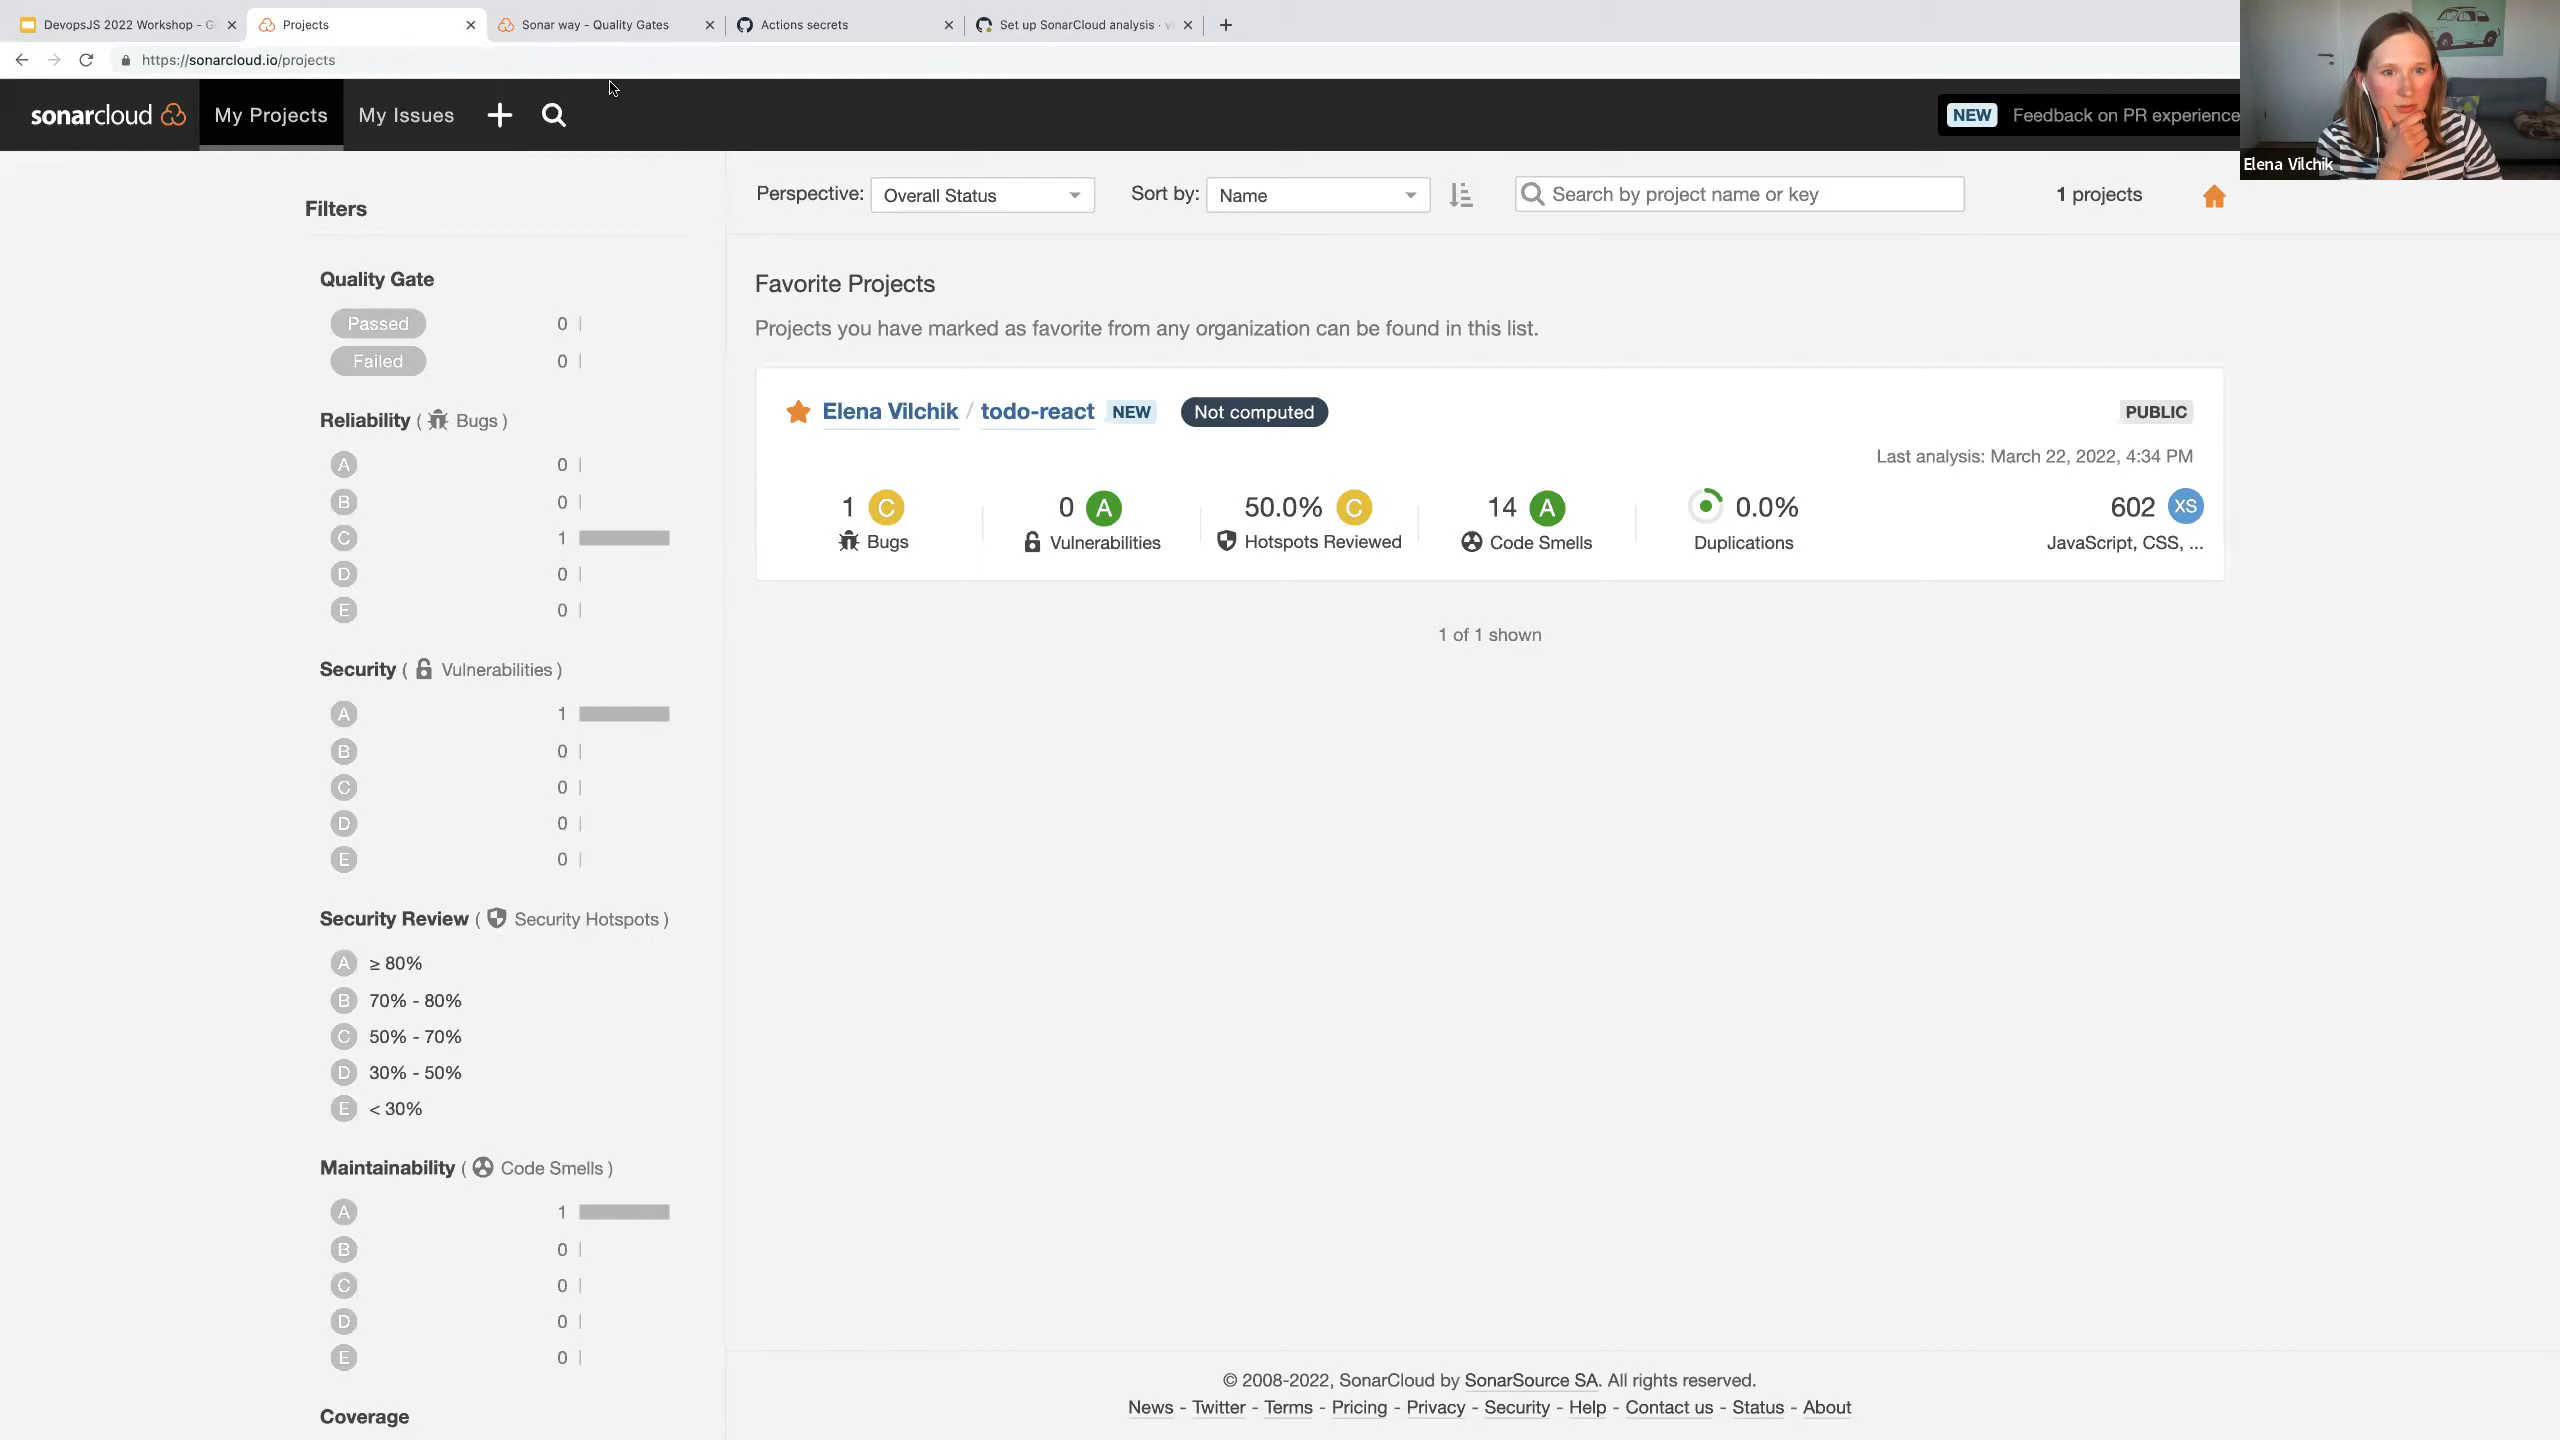 DevopsJS 2022 Workshop - G
Projects
Sonar way - Quality Gates
Actions secrets
Set up SonarCloud analysis · v
https://sonarcloud.io/projects
sonarcloud
My Projects
My Issues
NEW Feedback on PR experience
Elena Vilchik
Filters
Perspective: Overall Status
Sort by: Name
Search by project name or key
1 projects
Quality Gate
Passed 0
Failed 0
Reliability ( Bugs )
A 0
B 0
C 1
D 0
E 0
Security ( Vulnerabilities )
A 1
B 0
C 0
D 0
E 0
Security Review ( Security Hotspots )
A ≥ 80%
B 70% - 80%
C 50% - 70%
D 30% - 50%
E < 30%
Maintainability ( Code Smells )
A 1
B 0
C 0
D 0
E 0
Coverage
Favorite Projects
Projects you have marked as favorite from any organization can be found in this list.
Elena Vilchik / todo-react NEW Not computed PUBLIC
Last analysis: March 22, 2022, 4:34 PM
1 C 0 A 50.0% C 14 A 0.0% 602 XS
Bugs Vulnerabilities Hotspots Reviewed Code Smells Duplications JavaScript, CSS, ...
1 of 1 shown
© 2008-2022, SonarCloud by SonarSource SA. All rights reserved.
News - Twitter - Terms - Pricing - Privacy - Security - Help - Contact us - Status - About